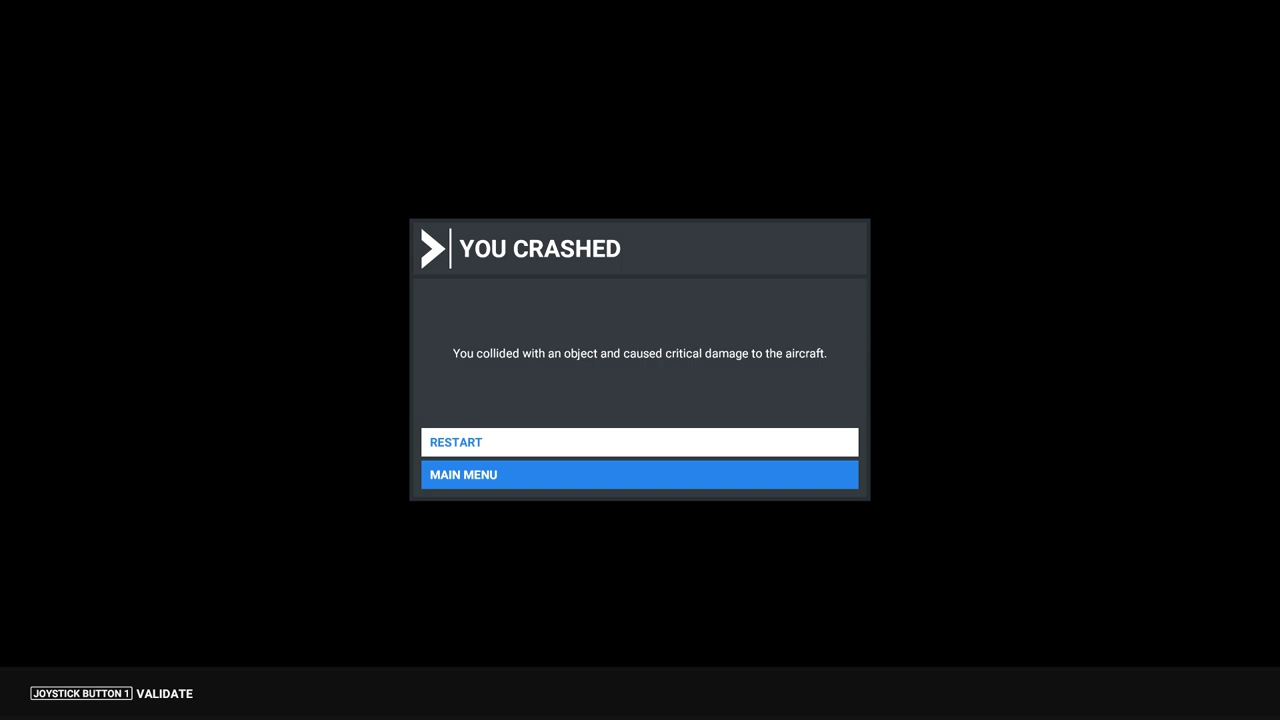 YOU CRASHED
You collided with an object and caused critical damage to the aircraft.
RESTART
MAIN MENU
JOYSTICK BUTTON 1 VALIDATE